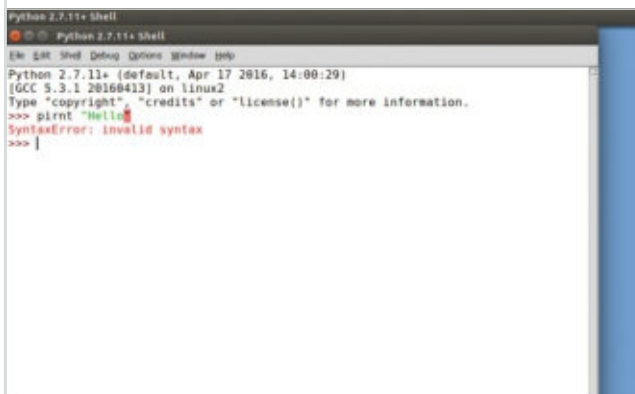 Python 2.7.11+ Shell
Python 2.7.11+ Shell
File Edit Shell Debug Options Window Help
Python 2.7.11+ (default, Apr 17 2016, 14:00:29)
[GCC 5.3.1 20160413] on linux2
Type "copyright", "credits" or "license()" for more information.
>>> pirnt "Hello"
SyntaxError: invalid syntax
>>>